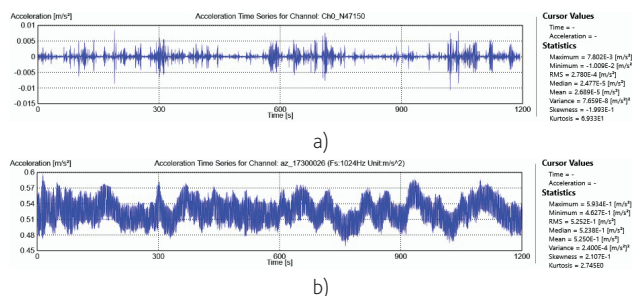 Acceleration [m/s²]
Acceleration Time Series for Channel: Ch0_N47150
0.01
0.005
0
-0.005
-0.01
-0.015
0
300
600
900
1200
Time [s]
Cursor Values
Time = -
Acceleration = -
Statistics
Maximum = 7.802E-3 [m/s²]
Minimum = -1.009E-2 [m/s²]
RMS = 2.780E-4 [m/s²]
Median = 2.477E-5 [m/s²]
Mean = 2.689E-5 [m/s²]
Variance = 7.659E-8 [m/s²]²
Skewness = -1.993E-1
Kurtosis = 6.933E1
a)
Acceleration [m/s²]
Acceleration Time Series for Channel: az_17300026 (Fs:1024Hz Unit:m/s^2)
0.6
0.57
0.54
0.51
0.48
0.45
0
300
600
900
1200
Time [s]
Cursor Values
Time = -
Acceleration = -
Statistics
Maximum = 5.934E-1 [m/s²]
Minimum = 4.627E-1 [m/s²]
RMS = 5.252E-1 [m/s²]
Median = 5.238E-1 [m/s²]
Mean = 5.250E-1 [m/s²]
Variance = 2.400E-4 [m/s²]²
Skewness = 2.107E-1
Kurtosis = 2.745E0
b)